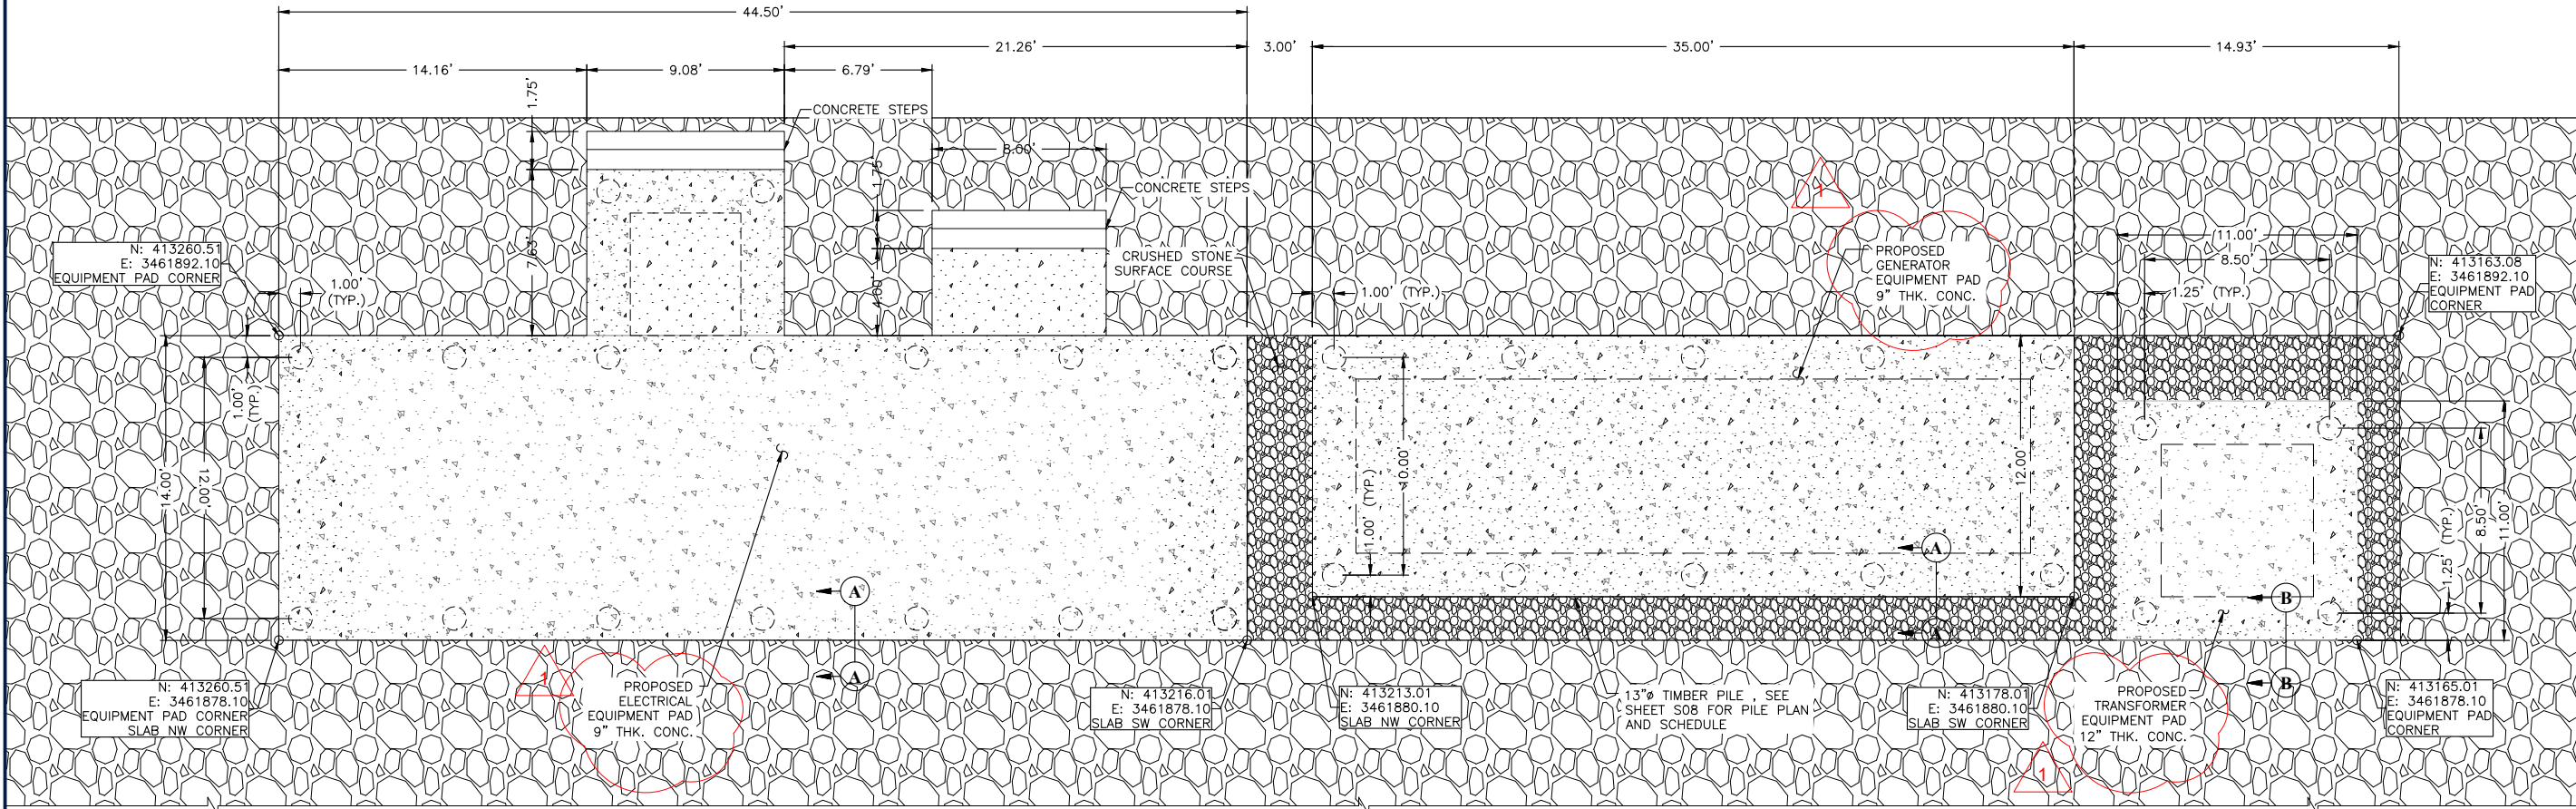 44.50'
21.26'
3.00'
35.00'
14.93'
14.16'
9.08'
6.79'
1.75'
CONCRETE STEPS
8.00'
1.75'
CONCRETE STEPS
7.63'
4.00'
CRUSHED STONE
SURFACE COURSE
1
PROPOSED
GENERATOR
EQUIPMENT PAD
9" THK. CONC.
11.00'
8.50'
1.25' (TYP.)
N: 413260.51
E: 3461892.10
EQUIPMENT PAD CORNER
1.00'
(TYP.)
1.00' (TYP.)
N: 413163.08
E: 3461892.10
EQUIPMENT PAD
CORNER
1.00'
(TYP.)
14.00'
12.00'
1.00' (TYP.)
10.00'
12.00'
1.25' (TYP.)
8.50'
11.00'
A
A
A
A
B
B
N: 413260.51
E: 3461878.10
EQUIPMENT PAD CORNER
SLAB NW CORNER
1
PROPOSED
ELECTRICAL
EQUIPMENT PAD
9" THK. CONC.
N: 413216.01
E: 3461878.10
SLAB SW CORNER
N: 413213.01
E: 3461880.10
SLAB NW CORNER
13"ø TIMBER PILE , SEE
SHEET S08 FOR PILE PLAN
AND SCHEDULE
N: 413178.01
E: 3461880.10
SLAB SW CORNER
PROPOSED
TRANSFORMER
EQUIPMENT PAD
12" THK. CONC.
1
N: 413165.01
E: 3461878.10
EQUIPMENT PAD
CORNER